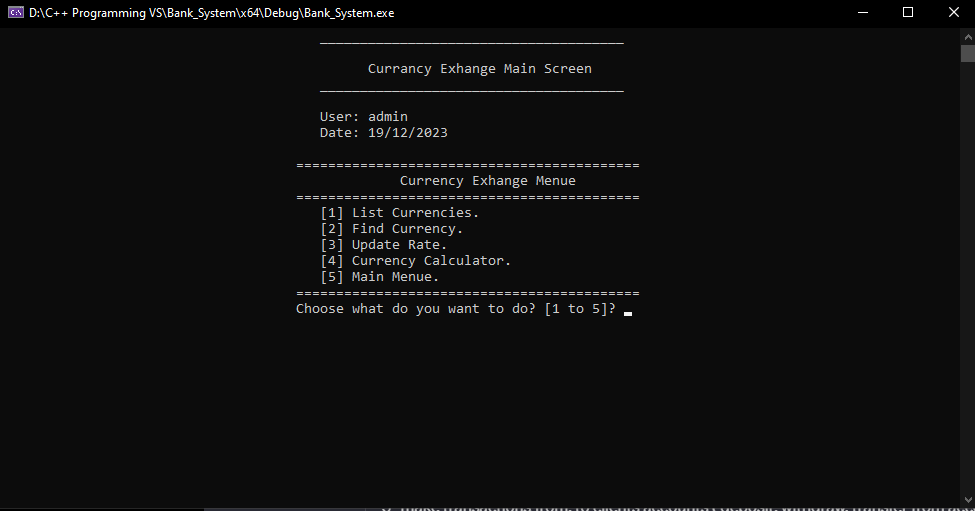 D:\C++ Programming VS\Bank_System\x64\Debug\Bank_System.exe
Currancy Exhange Main Screen
User: admin
Date: 19/12/2023
===========================================
Currency Exhange Menue
===========================================
[1] List Currencies.
[2] Find Currency.
[3] Update Rate.
[4] Currency Calculator.
[5] Main Menue.
===========================================
Choose what do you want to do? [1 to 5]?